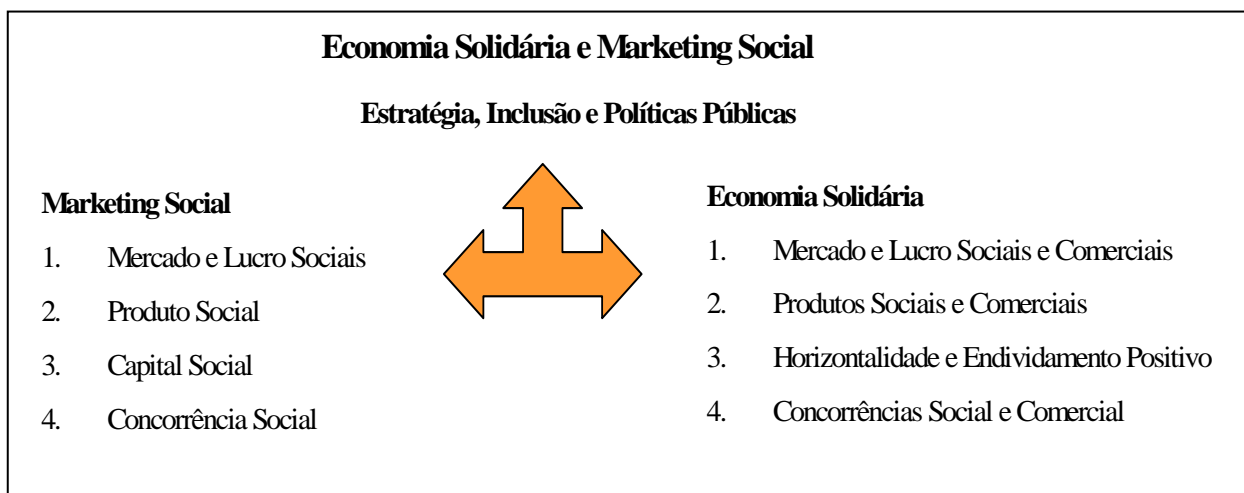 Economia Solidária e Marketing Social
Estratégia, Inclusão e Políticas Públicas
Marketing Social
1. Mercado e Lucro Sociais
2. Produto Social
3. Capital Social
4. Concorrência Social
Economia Solidária
1. Mercado e Lucro Sociais e Comerciais
2. Produtos Sociais e Comerciais
3. Horizontalidade e Endividamento Positivo
4. Concorrências Social e Comercial